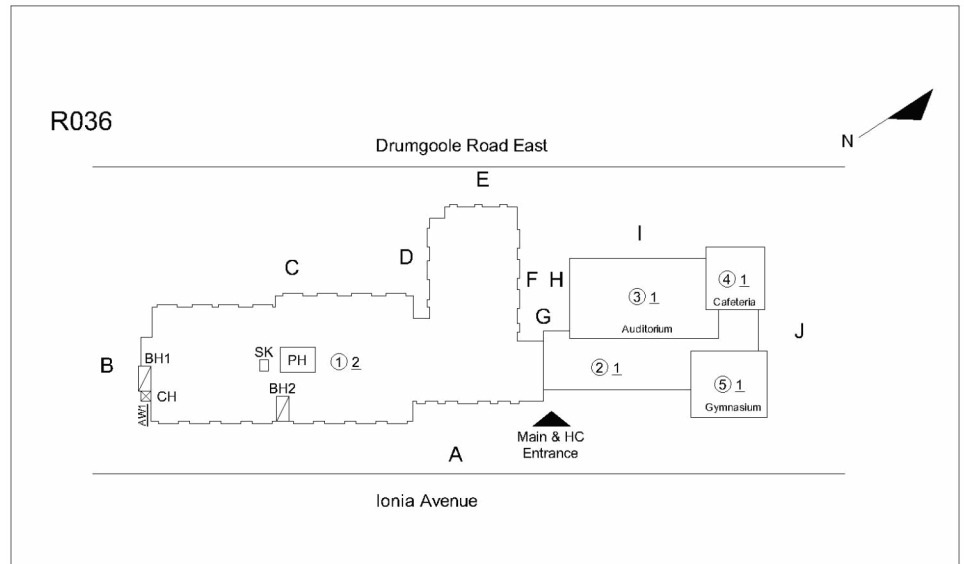 R036
N
Drumgoole Road East
E
I
D
C
F H
④ 1
Cafeteria
③ 1
Auditorium
G
J
B
BH1
SK
PH
① 2
② 1
CH
AW1
BH2
⑤ 1
Gymnasium
Main & HC
Entrance
A
Ionia Avenue